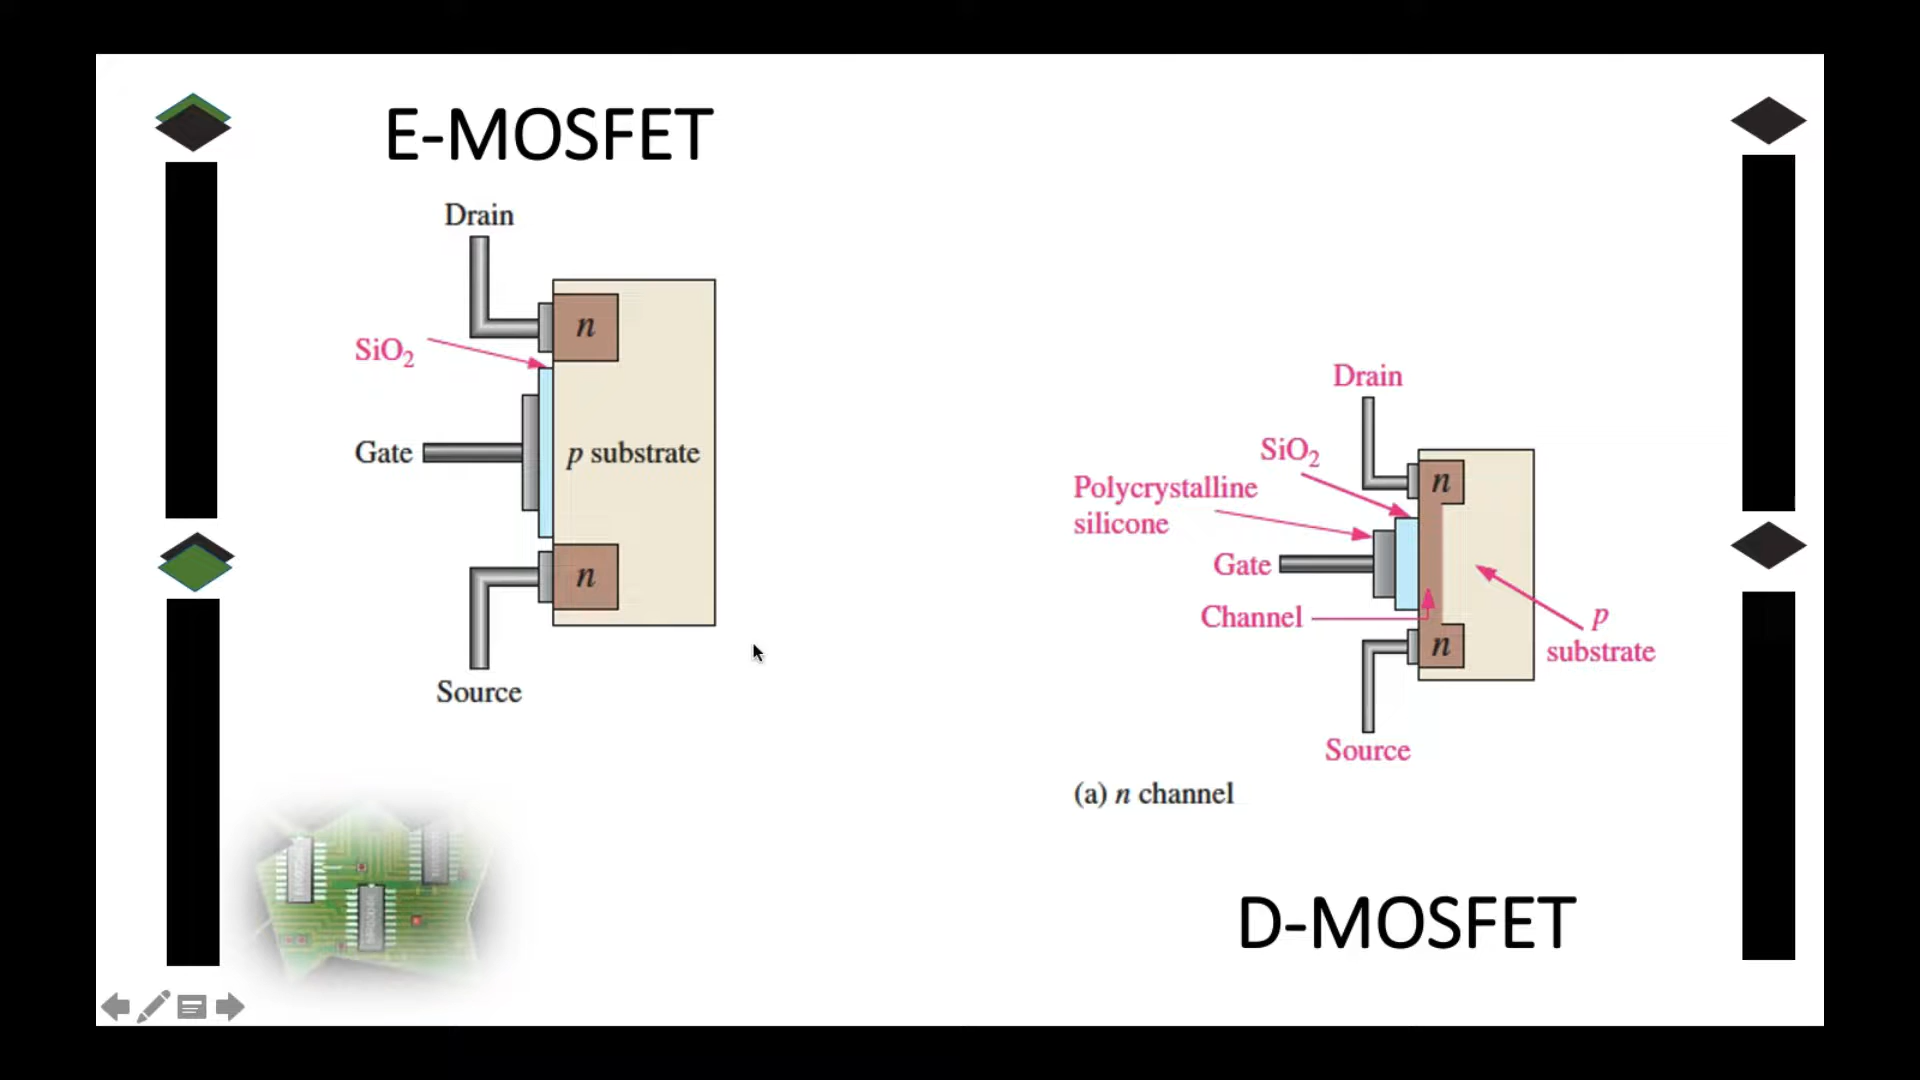 E-MOSFET
Drain
n
SiO2
Gate
p substrate
n
Source
Drain
SiO2
n
Polycrystalline
silicone
Gate
Channel
p
substrate
n
Source
(a) n channel
D-MOSFET